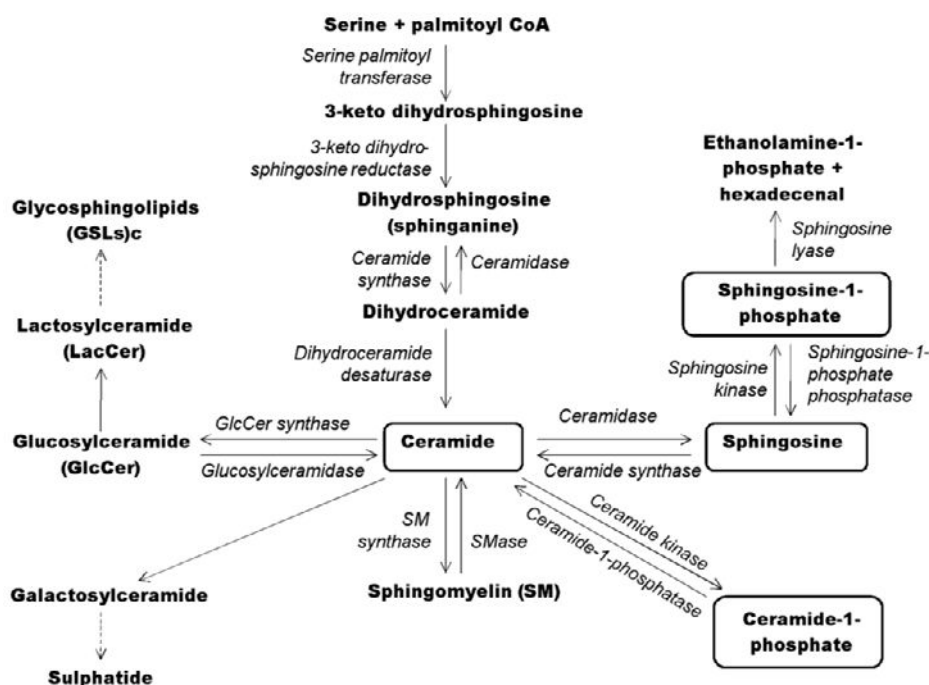 Serine + palmitoyl CoA
Serine palmitoyl
transferase
3-keto dihydrosphingosine
3-keto dihydro-
sphingosine reductase
Dihydrosphingosine
(sphinganine)
Ceramide
synthase
Ceramidase
Dihydroceramide
Dihydroceramide
desaturase
Ethanolamine-1-
phosphate +
hexadecenal
Sphingosine
lyase
Sphingosine-1-
phosphate
Sphingosine
kinase
Sphingosine-1-
phosphate
phosphatase
Glycosphingolipids
(GSLs)c
Lactosylceramide
(LacCer)
Glucosylceramide
(GlcCer)
GlcCer synthase
Glucosylceramidase
Ceramide
Ceramidase
Ceramide synthase
Sphingosine
SM
synthase
SMase
Ceramide kinase
Ceramide-1-phosphatase
Galactosylceramide
Sphingomyelin (SM)
Ceramide-1-
phosphate
Sulphatide